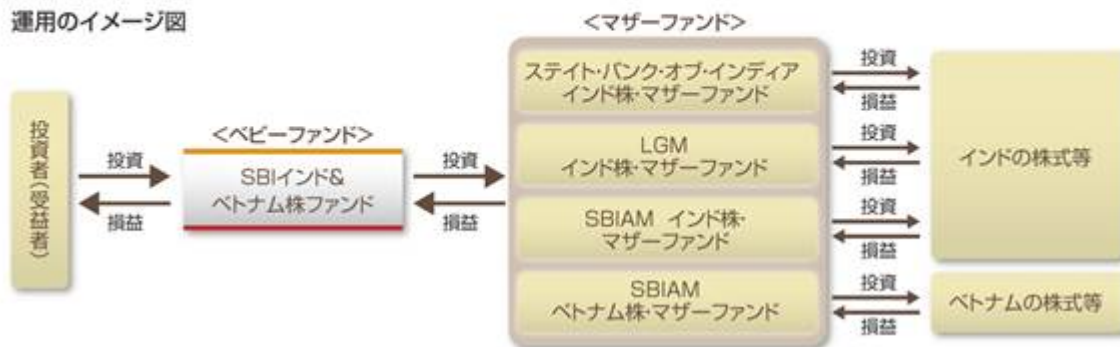 運用のイメージ図
投資者(受益者)
投資
損益
<ベビーファンド>
SBIインド&
ベトナム株ファンド
投資
損益
<マザーファンド>
ステイト・バンク・オブ・インディア
インド株・マザーファンド
LGM
インド株・マザーファンド
SBIAM インド株・
マザーファンド
SBIAM
ベトナム株・マザーファンド
投資
損益
投資
損益
投資
損益
投資
損益
インドの株式等
ベトナムの株式等